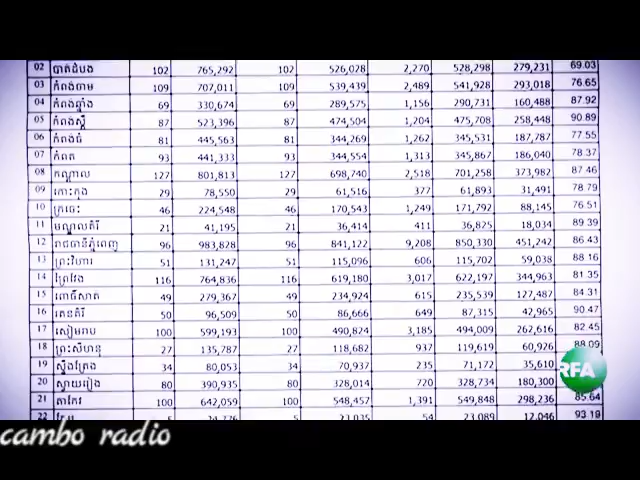 02 បាត់ដំបង 102 765,292 102 526,028 2,270 528,298 279,231 69.03
03 កំពង់ចាម 109 707,011 109 539,439 2,489 541,928 293,018 76.65
04 កំពង់ឆ្នាំង 69 330,674 69 289,575 1,156 290,731 160,488 87.92
05 កំពង់ស្ពឺ 87 523,396 87 474,504 1,204 475,708 258,448 90.89
06 កំពង់ធំ 81 445,563 81 344,269 1,262 345,531 187,787 77.55
07 កំពត 93 441,333 93 344,554 1,313 345,867 186,040 78.37
08 កណ្តាល 127 801,813 127 698,740 2,518 701,258 373,982 87.46
09 កោះកុង 29 78,550 29 61,516 377 61,893 31,491 78.79
10 ក្រចេះ 46 224,548 46 170,543 1,249 171,792 88,145 76.51
11 មណ្ឌលគិរី 21 41,195 21 36,414 411 36,825 18,034 89.39
12 រាជធានីភ្នំពេញ 96 983,828 96 841,122 9,208 850,330 451,242 86.43
13 ព្រះវិហារ 51 131,247 51 115,096 606 115,702 59,038 88.16
14 ព្រៃវែង 116 764,836 116 619,180 3,017 622,197 344,963 81.35
15 ពោធិ៍សាត់ 49 279,367 49 234,924 615 235,539 127,487 84.31
16 រតនគិរី 50 96,509 50 86,666 649 87,315 42,965 90.47
17 សៀមរាប 100 599,193 100 490,824 3,185 494,009 262,616 82.45
18 ព្រះសីហនុ 27 135,787 27 118,682 937 119,619 60,926 88.09
19 ស្ទឹងត្រែង 34 80,053 34 70,937 235 71,172 35,610
20 ស្វាយរៀង 80 390,935 80 328,014 720 328,734 180,300
21 តាកែវ 100 642,059 100 548,457 1,391 549,848 298,236 85.64
22 5 24,776 5 23,035 54 23,089 12,046 93.19
RFA
cambo radio